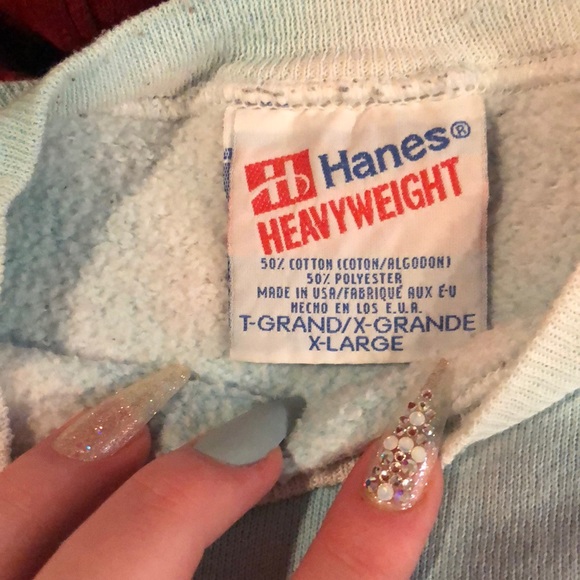 Hanes®
HEAVYWEIGHT
50% COTTON (COTON/ALGODON)
50% POLYESTER
MADE IN USA/FABRIQUÉ AUX É-U
HECHO EN LOS E.U.A.
T-GRAND/X-GRANDE
X-LARGE